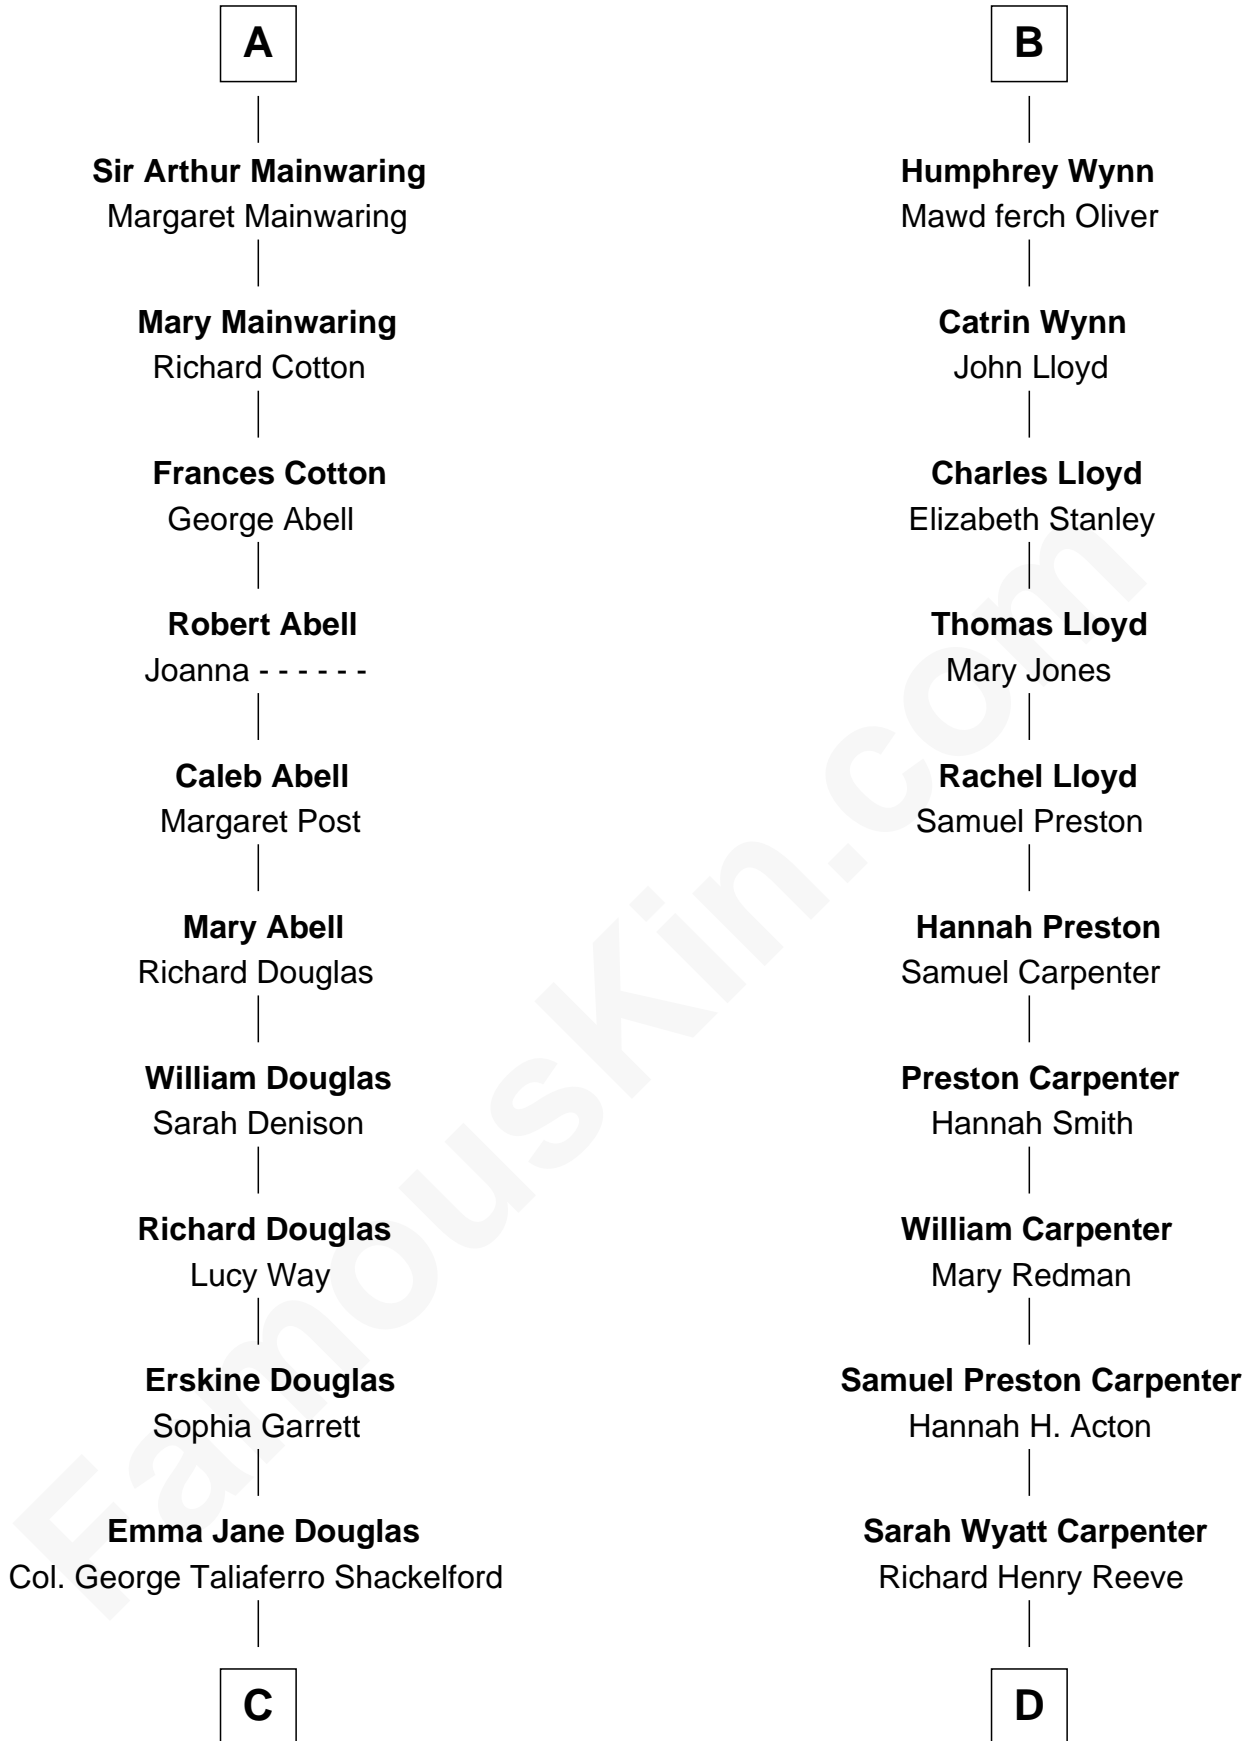 A
Sir Arthur Mainwaring
Margaret Mainwaring
Mary Mainwaring
Richard Cotton
Frances Cotton
George Abell
Robert Abell
Joanna - - - - - -
Caleb Abell
Margaret Post
Mary Abell
Richard Douglas
William Douglas
Sarah Denison
Richard Douglas
Lucy Way
Erskine Douglas
Sophia Garrett
Emma Jane Douglas
Col. George Taliaferro Shackelford
C
B
Humphrey Wynn
Mawd ferch Oliver
Catrin Wynn
John Lloyd
Charles Lloyd
Elizabeth Stanley
Thomas Lloyd
Mary Jones
Rachel Lloyd
Samuel Preston
Hannah Preston
Samuel Carpenter
Preston Carpenter
Hannah Smith
William Carpenter
Mary Redman
Samuel Preston Carpenter
Hannah H. Acton
Sarah Wyatt Carpenter
Richard Henry Reeve
D
FamousKin.com